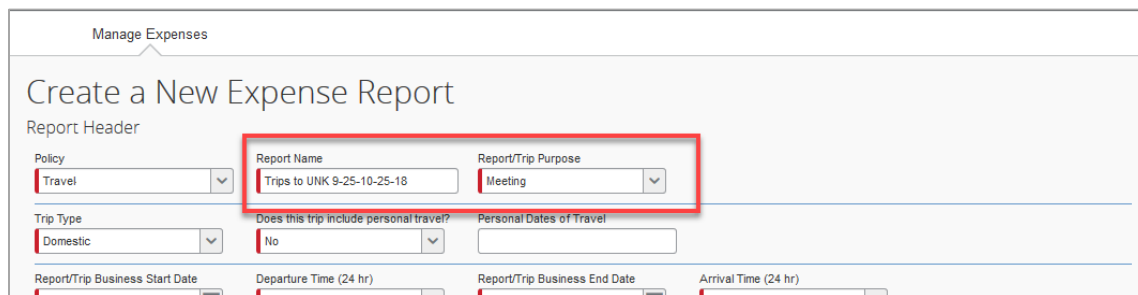 Manage Expenses
Create a New Expense Report
Report Header
Policy Report Name Report/Trip Purpose
Travel Trips to UNK 9-25-10-25-18 Meeting
Trip Type Does this trip include personal travel? Personal Dates of Travel
Domestic No
Report/Trip Business Start Date Departure Time (24 hr) Report/Trip Business End Date Arrival Time (24 hr)